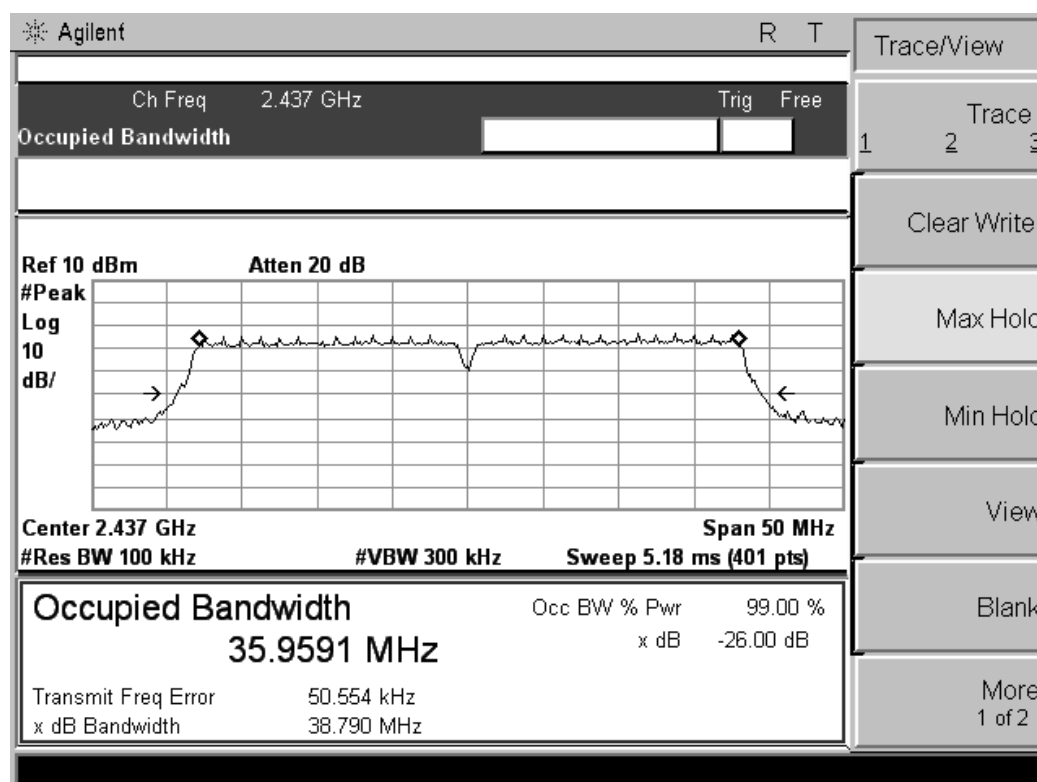 Agilent R T
Trace/View
Ch Freq 2.437 GHz Trig Free
Occupied Bandwidth
Trace
1 2 3
Clear Write
Ref 10 dBm Atten 20 dB
#Peak
Log
10
dB/
Max Hold
Min Hold
View
Center 2.437 GHz Span 50 MHz
#Res BW 100 kHz #VBW 300 kHz Sweep 5.18 ms (401 pts)
Occupied Bandwidth Occ BW % Pwr 99.00 %
35.9591 MHz x dB -26.00 dB
Transmit Freq Error 50.554 kHz
x dB Bandwidth 38.790 MHz
Blank
More
1 of 2